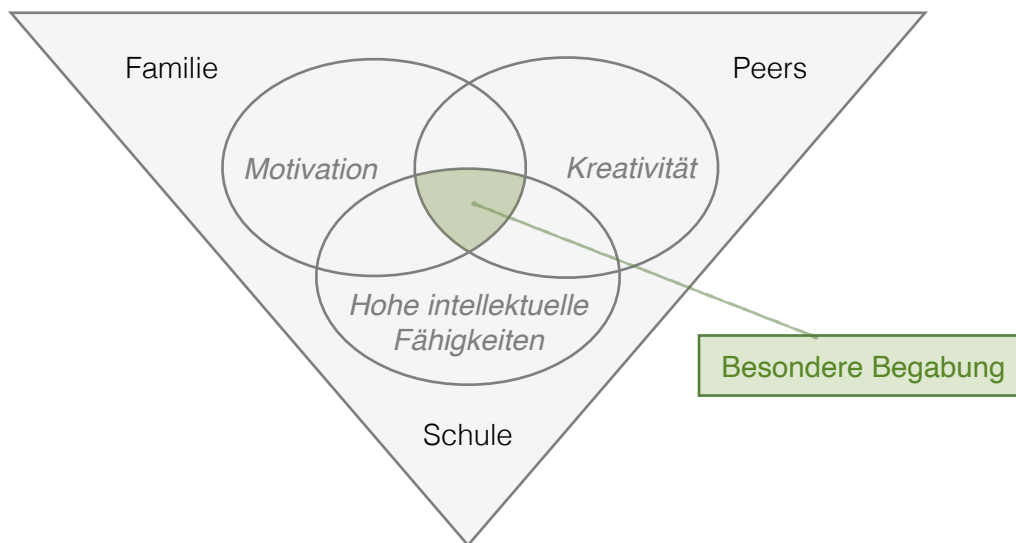 Familie
Peers
Motivation
Kreativität
Hohe intellektuelle
Fähigkeiten
Besondere Begabung
Schule